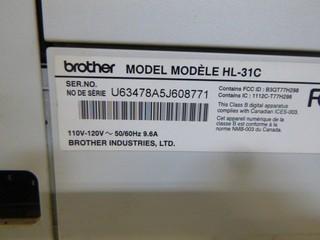 brother MODEL MODÈLE HL-31C
SER.NO.
NO DE SÉRIE U63478A5J608771
Contains FCC ID : B3QT77H298
Contains IC : 1112C-T77H298
This Class B digital apparatus
complies with Canadian ICES-003.
Cet appareil numérique de la
classe B est conforme à la
norme NMB-003 du Canada.
110V-120V ~ 50/60Hz 9.6A
BROTHER INDUSTRIES, LTD.